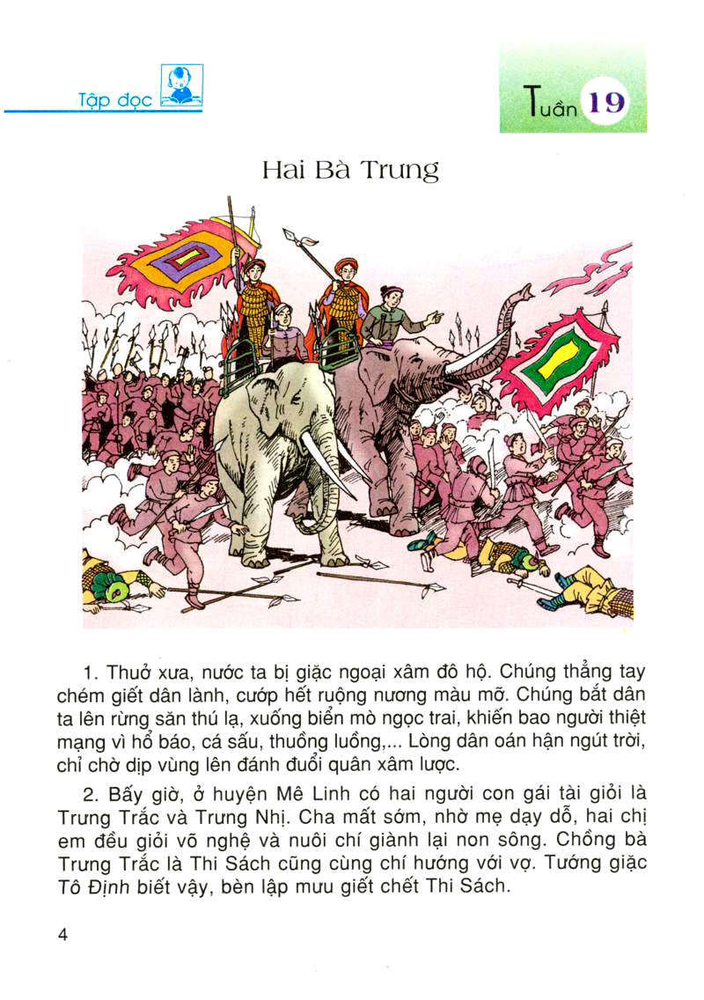 Tập đọc
Tuần 19
Hai Bà Trưng
1. Thuở xưa, nước ta bị giặc ngoại xâm đô hộ. Chúng thẳng tay
chém giết dân lành, cướp hết ruộng nương màu mỡ. Chúng bắt dân
ta lên rừng săn thú lạ, xuống biển mò ngọc trai, khiến bao người thiệt
mạng vì hổ báo, cá sấu, thuồng luồng,... Lòng dân oán hận ngút trời,
chỉ chờ dịp vùng lên đánh đuổi quân xâm lược.
2. Bấy giờ, ở huyện Mê Linh có hai người con gái tài giỏi là
Trưng Trắc và Trưng Nhị. Cha mất sớm, nhờ mẹ dạy dỗ, hai chị
em đều giỏi võ nghệ và nuôi chí giành lại non sông. Chồng bà
Trưng Trắc là Thi Sách cũng cùng chí hướng với vợ. Tướng giặc
Tô Định biết vậy, bèn lập mưu giết chết Thi Sách.
4